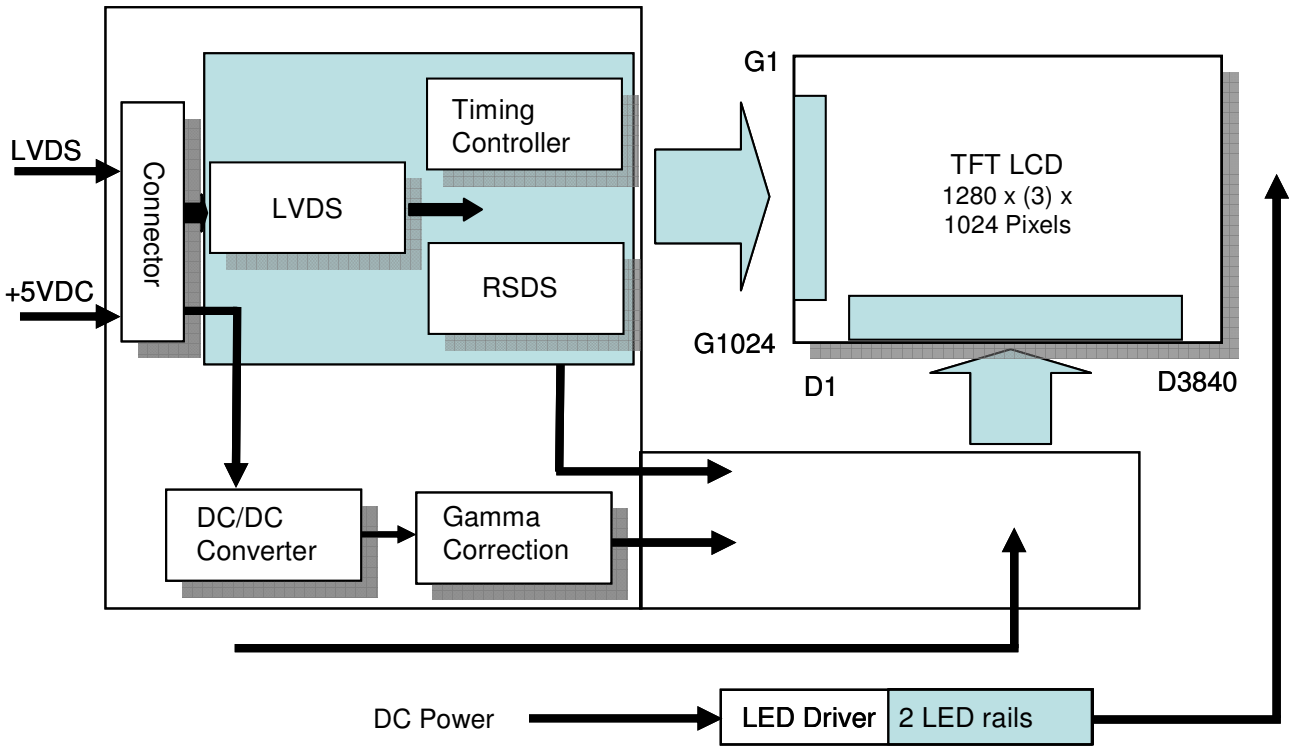 G1
Timing
Controller
LVDS
Connector
LVDS
TFT LCD
1280 x (3) x
1024 Pixels
+5VDC
RSDS
G1024
D1
D3840
DC/DC
Converter
Gamma
Correction
DC Power
LED Driver
2 LED rails